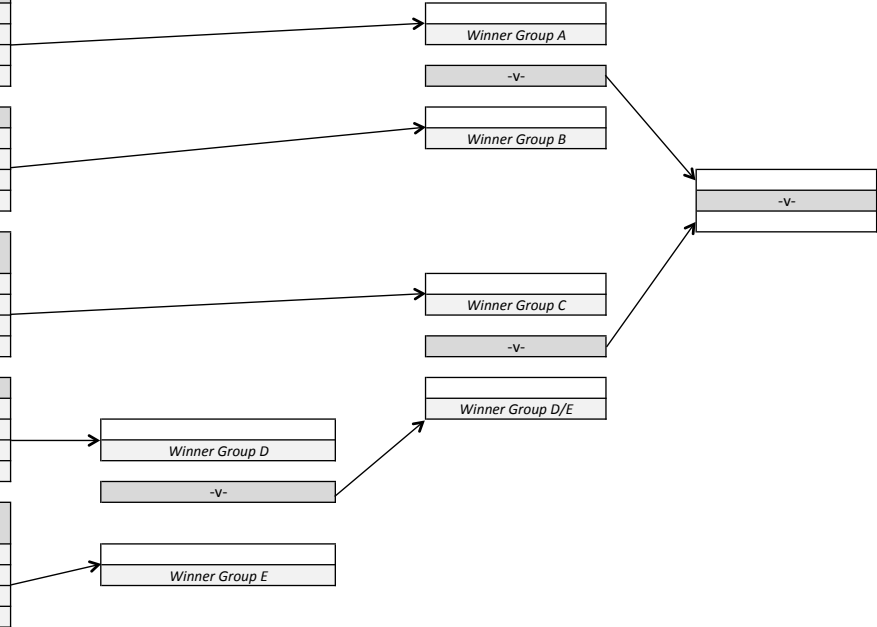 Winner Group A
-v-
Winner Group B
-v-
Winner Group C
-v-
Winner Group D/E
Winner Group D
-v-
Winner Group E